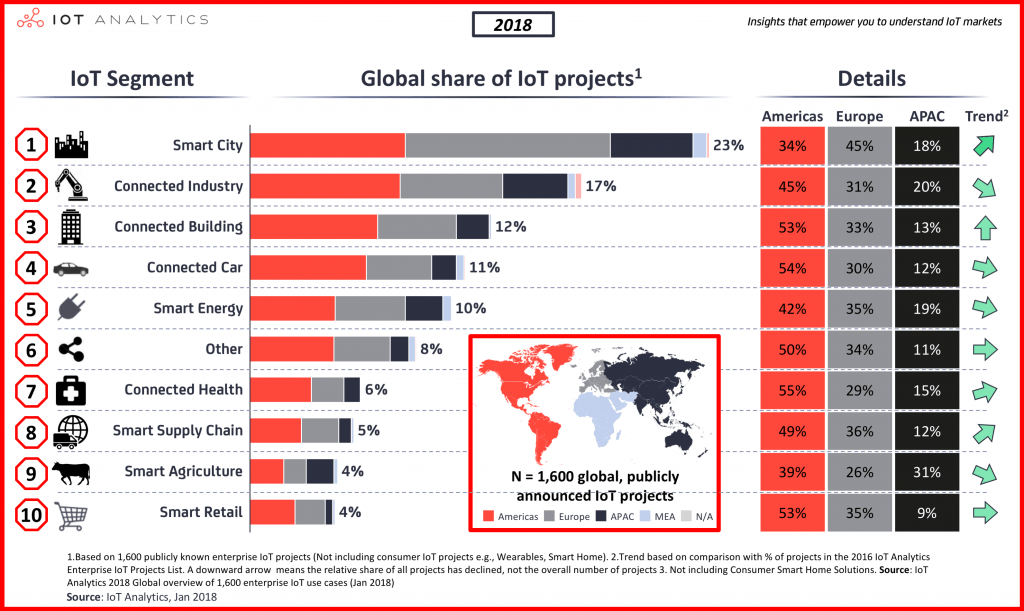 IOT ANALYTICS
2018
Insights that empower you to understand IoT markets
IoT Segment
Global share of IoT projects1
Details
Americas Europe APAC Trend2
1 Smart City 23% 34% 45% 18%
2 Connected Industry 17% 45% 31% 20%
3 Connected Building 12% 53% 33% 13%
4 Connected Car 11% 54% 30% 12%
5 Smart Energy 10% 42% 35% 19%
6 Other 8% 50% 34% 11%
7 Connected Health 6% 55% 29% 15%
8 Smart Supply Chain 5% 49% 36% 12%
9 Smart Agriculture 4% 39% 26% 31%
10 Smart Retail 4% 53% 35% 9%
N = 1,600 global, publicly
announced IoT projects
Americas Europe APAC MEA N/A
1.Based on 1,600 publicly known enterprise IoT projects (Not including consumer IoT projects e.g., Wearables, Smart Home). 2.Trend based on comparison with % of projects in the 2016 IoT Analytics
Enterprise IoT Projects List. A downward arrow means the relative share of all projects has declined, not the overall number of projects 3. Not including Consumer Smart Home Solutions. Source: IoT
Analytics 2018 Global overview of 1,600 enterprise IoT use cases (Jan 2018)
Source: IoT Analytics, Jan 2018